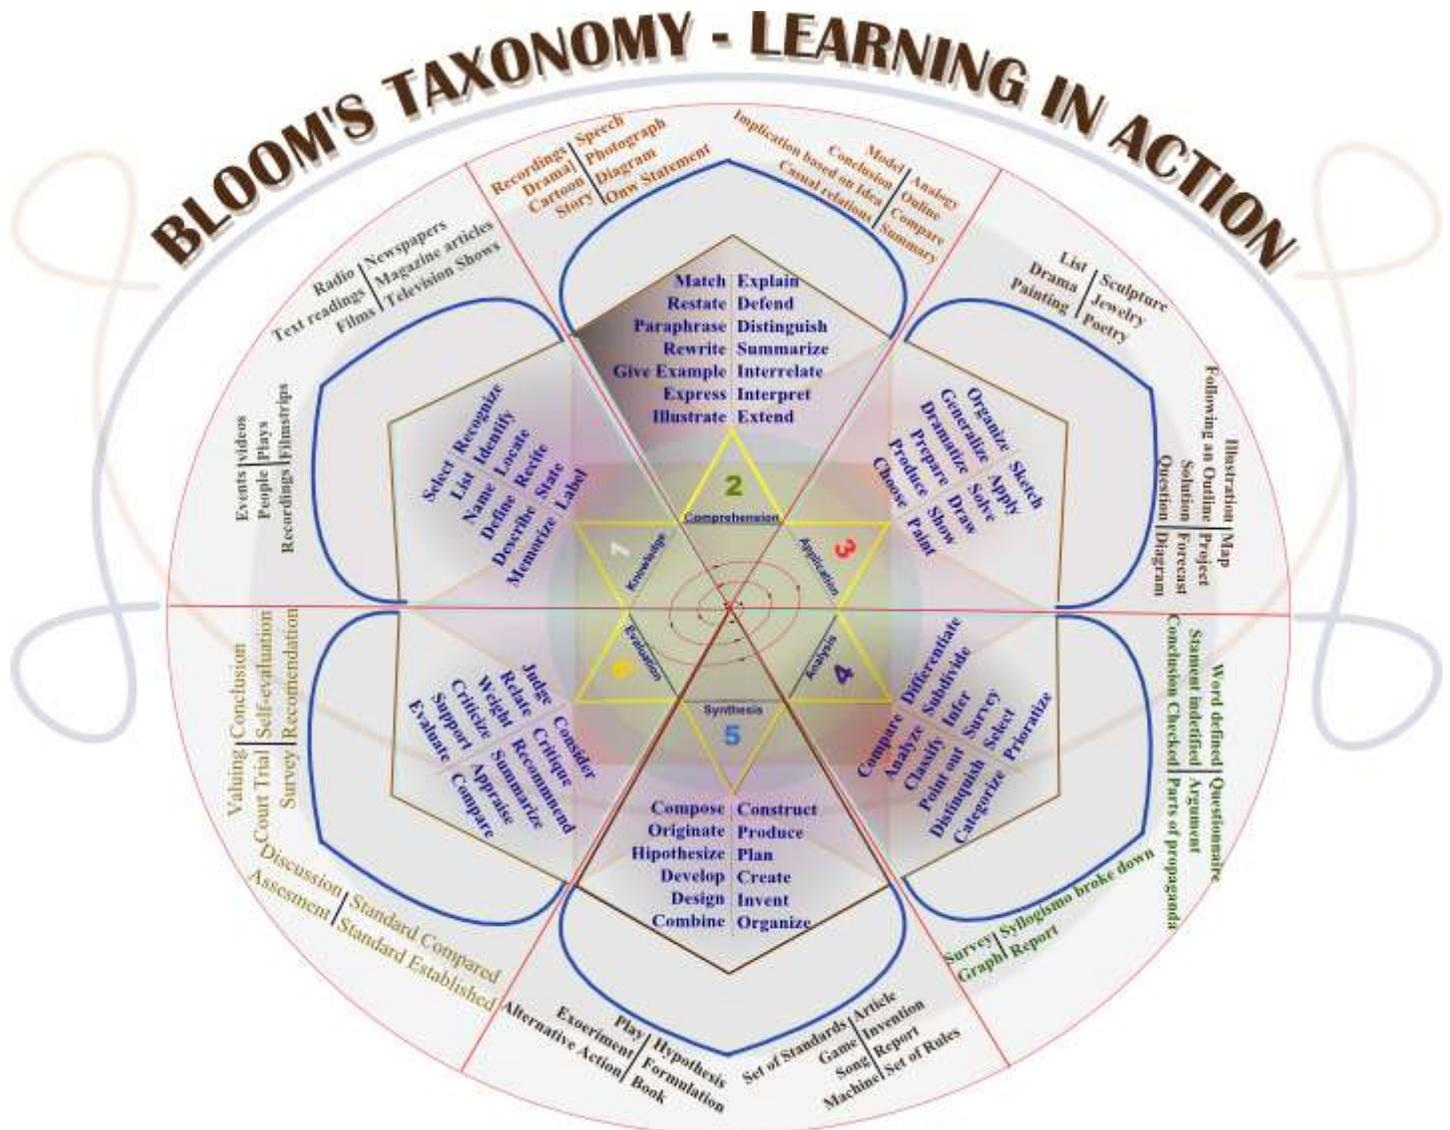 BLOOM'S TAXONOMY - LEARNING IN ACTION
Recordings Speech
Dramal Photograph
Cartoon Diagram
Story Onw Statement
Model Analogy
Conclusion Ouline
Implication based on Idea Compare
Casual relations Summary
Radio Newspapers
Text readings Magazine articles
Films Television Shows
Events videos
People Plays
Recordings Filmstrips
List Sculpture
Drama Jewelry
Painting Poetry
Illustration Map
Following an Outline Project
Solution Forecast
Question Diagram
Match Explain
Restate Defend
Paraphrase Distinguish
Rewrite Summarize
Give Example Interrelate
Express Interpret
Illustrate Extend
2
Comprehension
Select Recognize
List Identify
Name Locate
Define Recife
Describe State
Memorize Label
1
Knowledge
Organize Sketch
Generalize Apply
Dramatize Solve
Prepare Draw
Produce Show
Choose Paint
3
Application
Compare Differentiate
Analyze Subdivide
Classify Infer
Point out Survey
Distinquish Select
Categorize Prioratize
4
Analysis
Synthesis
5
Compose Construct
Originate Produce
Hipothesize Plan
Develop Create
Design Invent
Combine Organize
6
Evaluation
Judge Consider
Relate Critique
Weight Recommend
Criticize Summarize
Support Appraise
Evaluate Compare
Word defined Questionnaire
Stament indetified Argument
Conclusion Checked Parts of propaganda
Survey Syllogismo broke down
Graphl Report
Set of Standards Article
Game Invention
Song Report
Machine Set of Rules
Play Hypothesis
Exoeriment Formulation
Alternative Action Book
Valuing Conclusion
Court Trial Self-evaluation
Survey Recomendation
Discussion Standard Compared
Assesment Standard Established